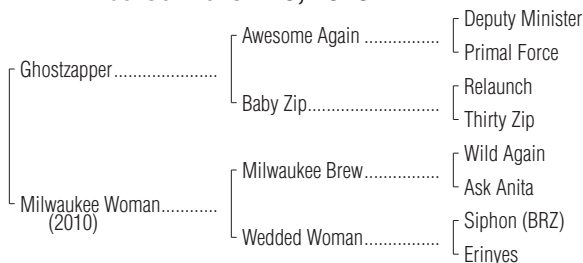 Awesome Again
Deputy Minister
Primal Force
Ghostzapper
Baby Zip
Relaunch
Thirty Zip
Milwaukee Woman
(2010)
Milwaukee Brew
Wild Again
Ask Anita
Wedded Woman
Siphon (BRZ)
Erinyes